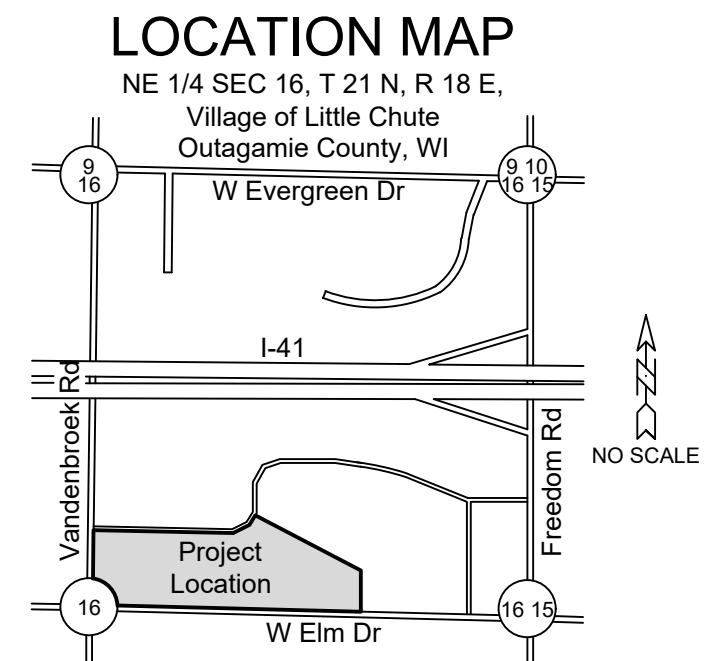 LOCATION MAP
NE 1/4 SEC 16, T 21 N, R 18 E,
Village of Little Chute
Outagamie County, WI
9
16
9 10
16 15
W Evergreen Dr
I-41
Vandenbroek Rd
Freedom Rd
N
NO SCALE
Project
Location
16
16 15
W Elm Dr